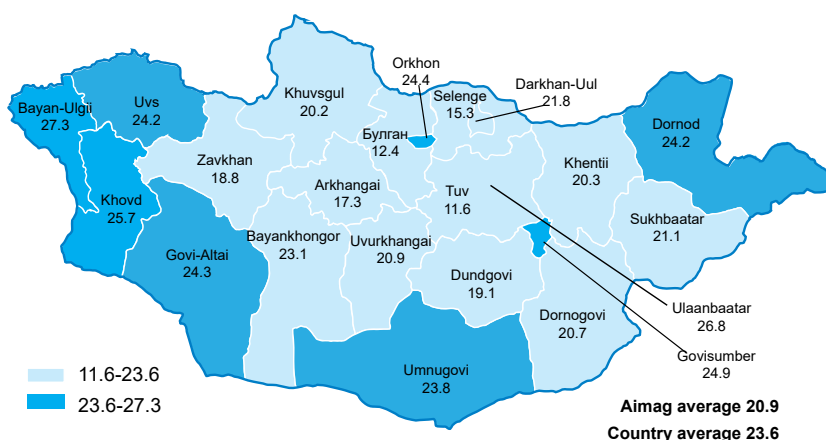 Orkhon
24.4
Darkhan-Uul
21.8
Bayan-Ulgii
27.3
Uvs
24.2
Khuvsgul
20.2
Selenge
15.3
Булган
12.4
Dornod
24.2
Zavkhan
18.8
Khentii
20.3
Arkhangai
17.3
Tuv
11.6
Khovd
25.7
Sukhbaatar
21.1
Govi-Altai
24.3
Bayankhongor
23.1
Uvurkhangai
20.9
Dundgovi
19.1
Dornogovi
20.7
Ulaanbaatar
26.8
Govisumber
24.9
Umnugovi
23.8
11.6-23.6
23.6-27.3
Aimag average 20.9
Country average 23.6